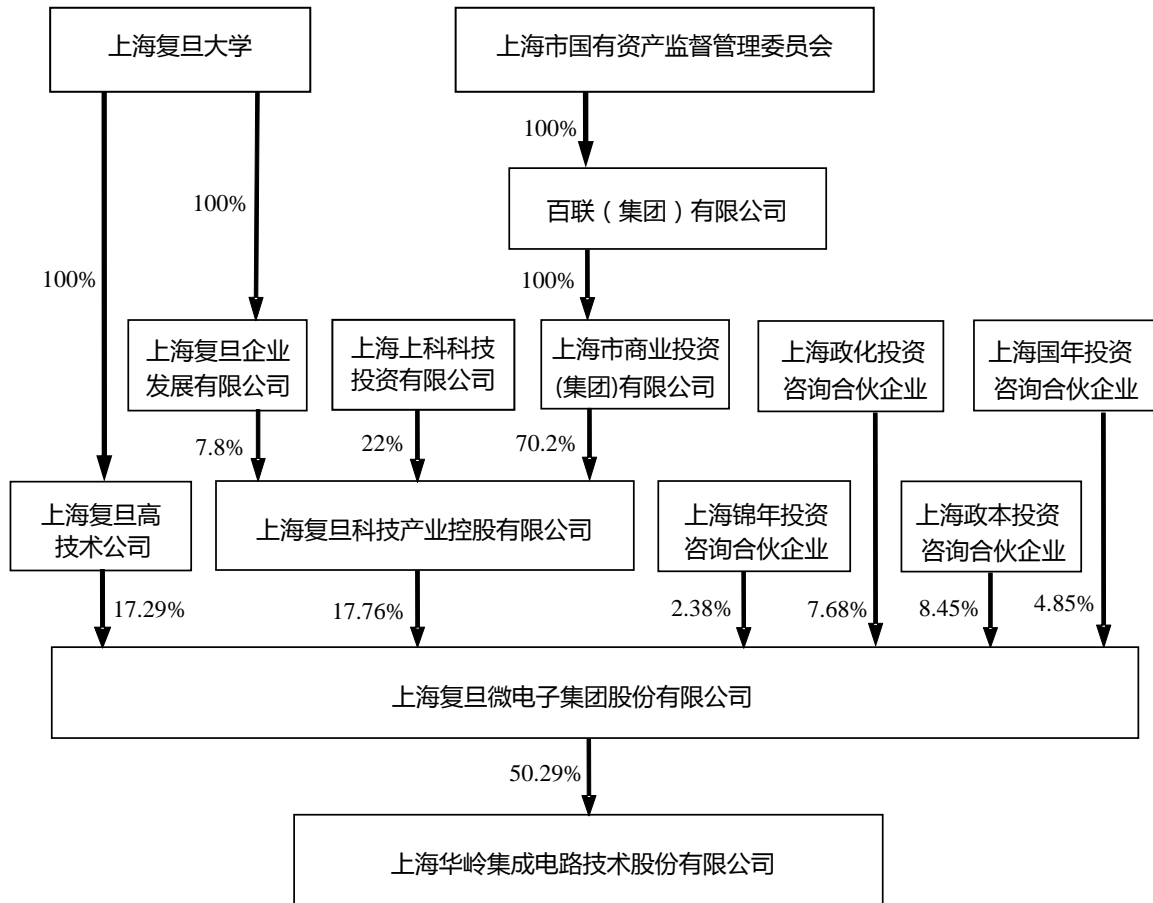 上海复旦大学
上海市国有资产监督管理委员会
100%
百联（集团）有限公司
100%
100%
100%
上海复旦企业
发展有限公司
上海上科科技
投资有限公司
上海市商业投资
(集团)有限公司
上海政化投资
咨询合伙企业
上海国年投资
咨询合伙企业
7.8%
22%
70.2%
上海复旦高
技术公司
上海复旦科技产业控股有限公司
上海锦年投资
咨询合伙企业
上海政本投资
咨询合伙企业
17.29%
17.76%
2.38%
7.68%
8.45%
4.85%
上海复旦微电子集团股份有限公司
50.29%
上海华岭集成电路技术股份有限公司